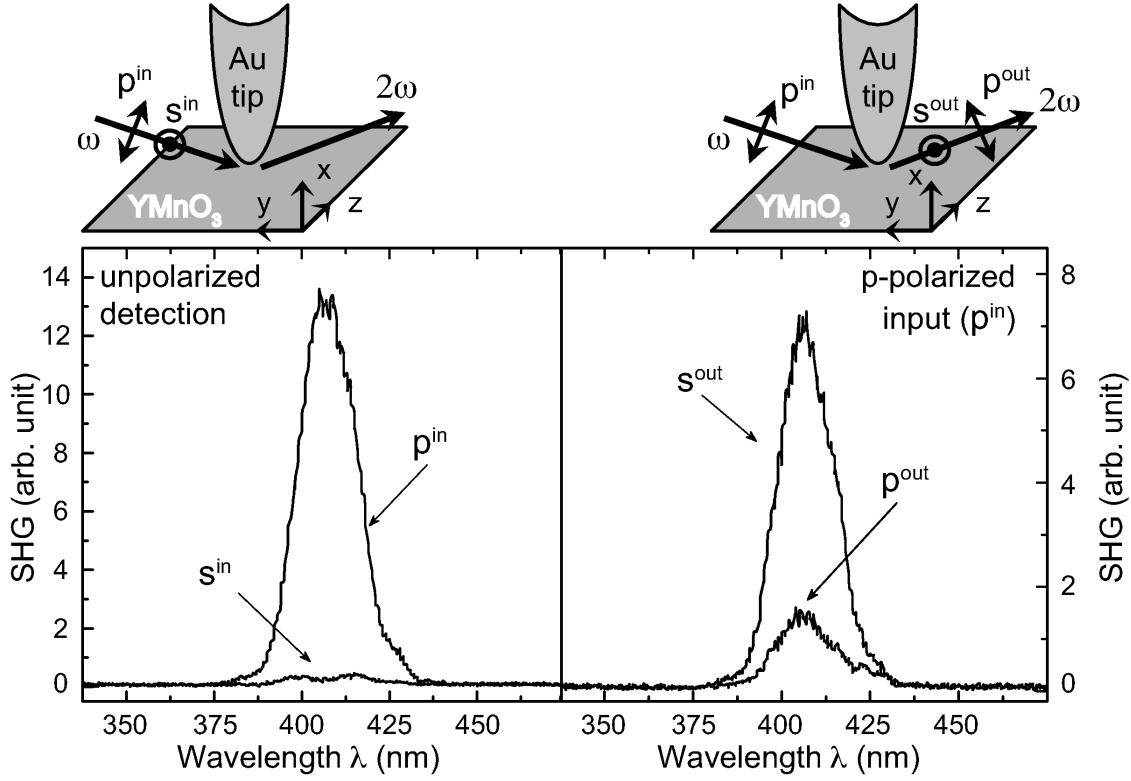 Au
tip
p^in
s^in
ω
2ω
YMnO₃
x
y
z
Au
tip
p^in
s^out
p^out
ω
2ω
YMnO₃
x
y
z
unpolarized
detection
p^in
s^in
14
12
10
8
6
4
2
0
SHG (arb. unit)
350
375
400
425
450
Wavelength λ (nm)
p-polarized
input (p^in)
s^out
p^out
8
6
4
2
0
SHG (arb. unit)
350
375
400
425
450
Wavelength λ (nm)